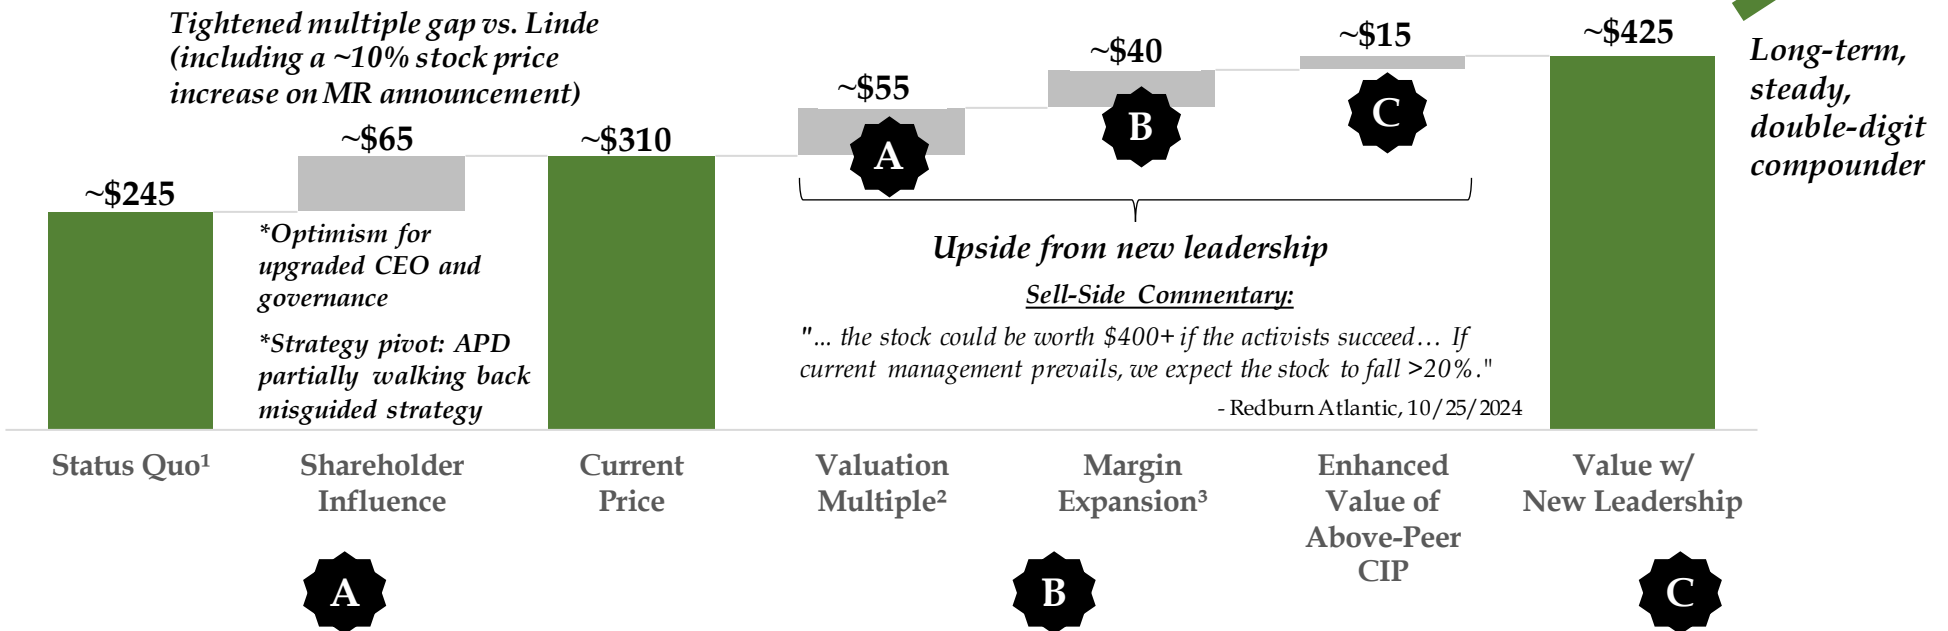 Tightened multiple gap vs. Linde
(including a ~10% stock price
increase on MR announcement)
~$245
~$65
~$310
~$55
~$40
~$15
~$425
A
B
C
Long-term,
steady,
double-digit
compounder
*Optimism for
upgraded CEO and
governance
*Strategy pivot: APD
partially walking back
misguided strategy
Upside from new leadership
Sell-Side Commentary:
"... the stock could be worth $400+ if the activists succeed… If
current management prevails, we expect the stock to fall >20%."
- Redburn Atlantic, 10/25/2024
Status Quo¹
Shareholder
Influence
Current
Price
Valuation
Multiple²
Margin
Expansion³
Enhanced
Value of
Above-Peer
CIP
Value w/
New Leadership
A
B
C